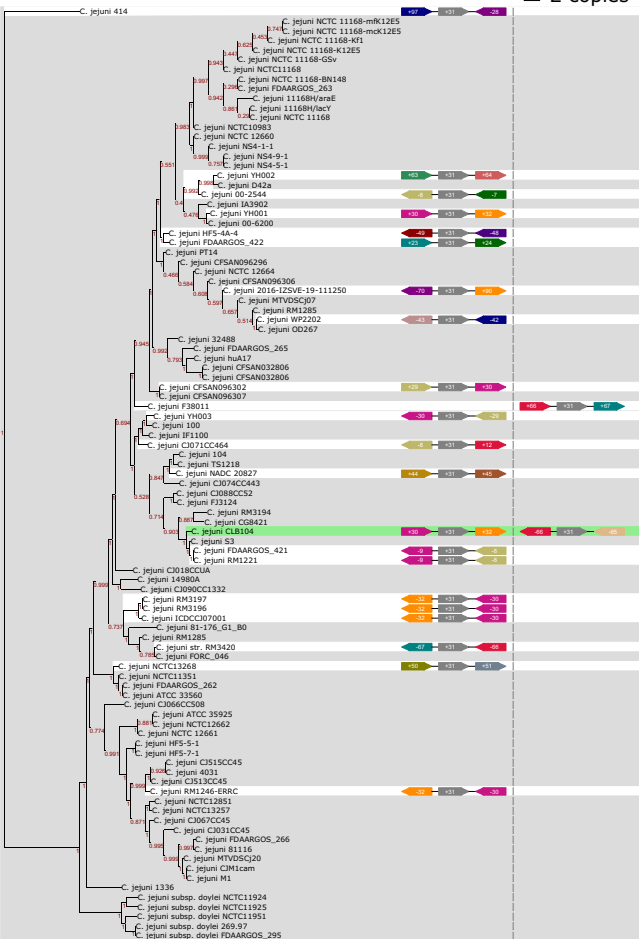 2 copies
C. jejuni 414 +97 +31 -28
C. jejuni NCTC 11168-mfK12E5
C. jejuni NCTC 11168-mcK12E5
C. jejuni NCTC 11168-Kf1
C. jejuni NCTC 11168-K12E5
C. jejuni NCTC 11168-GSv
C. jejuni NCTC11168
C. jejuni NCTC 11168-BN148
C. jejuni FDAARGOS_263
C. jejuni 11168H/araE
C. jejuni 11168H/lacY
C. jejuni NCTC 11168
C. jejuni NCTC10983
C. jejuni NCTC 12660
C. jejuni NS4-1-1
C. jejuni NS4-9-1
C. jejuni NS4-5-1
C. jejuni YH002 +63 +31 +64
C. jejuni D42a
C. jejuni 00-2544 -6 +31 -7
C. jejuni IA3902
C. jejuni YH001 +30 +31 +32
C. jejuni 00-6200
C. jejuni HF5-4A-4 -49 +31 -48
C. jejuni FDAARGOS_422 +23 +31 +24
C. jejuni PT14
C. jejuni CFSAN096296
C. jejuni NCTC 12664
C. jejuni CFSAN096306
C. jejuni 2016-IZSVE-19-111250 -70 +31 +90
C. jejuni MTVDSCj07
C. jejuni RM1285
C. jejuni WP2202 -43 +31 -42
C. jejuni OD267
C. jejuni 32488
C. jejuni FDAARGOS_265
C. jejuni huA17
C. jejuni CFSAN032806
C. jejuni CFSAN032806
C. jejuni CFSAN096302 +29 +31 +30
C. jejuni CFSAN096307
C. jejuni F38011 +66 +31 +67
C. jejuni YH003 -30 +31 -29
C. jejuni 100
C. jejuni IF1100
C. jejuni CJ071CC464 -6 +31 +12
C. jejuni 104
C. jejuni TS1218
C. jejuni NADC 20827 +44 +31 +45
C. jejuni CJ074CC443
C. jejuni CJ088CC52
C. jejuni FJ3124
C. jejuni RM3194
C. jejuni CG8421
C. jejuni CLB104 +30 +31 +32 -66 +31 -65
C. jejuni S3
C. jejuni FDAARGOS_421 -9 +31 -8
C. jejuni RM1221 -9 +31 -8
C. jejuni CJ018CCUA
C. jejuni 14980A
C. jejuni CJ090CC1332
C. jejuni RM3197 -32 +31 -30
C. jejuni RM3196 -32 +31 -30
C. jejuni ICDCCJ07001 -32 +31 -30
C. jejuni 81-176_G1_B0
C. jejuni RM1285
C. jejuni str. RM3420 -67 +31 -66
C. jejuni FORC_046
C. jejuni NCTC13268 +50 +31 +51
C. jejuni NCTC11351
C. jejuni FDAARGOS_262
C. jejuni ATCC 33560
C. jejuni CJ066CC508
C. jejuni ATCC 35925
C. jejuni NCTC12662
C. jejuni NCTC 12661
C. jejuni HF5-5-1
C. jejuni HF5-7-1
C. jejuni CJ515CC45
C. jejuni 4031
C. jejuni CJ513CC45
C. jejuni RM1246-ERRC -32 +31 -30
C. jejuni NCTC12851
C. jejuni NCTC13257
C. jejuni CJ067CC45
C. jejuni CJ031CC45
C. jejuni FDAARGOS_266
C. jejuni 81116
C. jejuni MTVDSCj20
C. jejuni CJM1cam
C. jejuni M1
C. jejuni 1336
C. jejuni subsp. doylei NCTC11924
C. jejuni subsp. doylei NCTC11925
C. jejuni subsp. doylei NCTC11951
C. jejuni subsp. doylei 269.97
C. jejuni subsp. doylei FDAARGOS_295